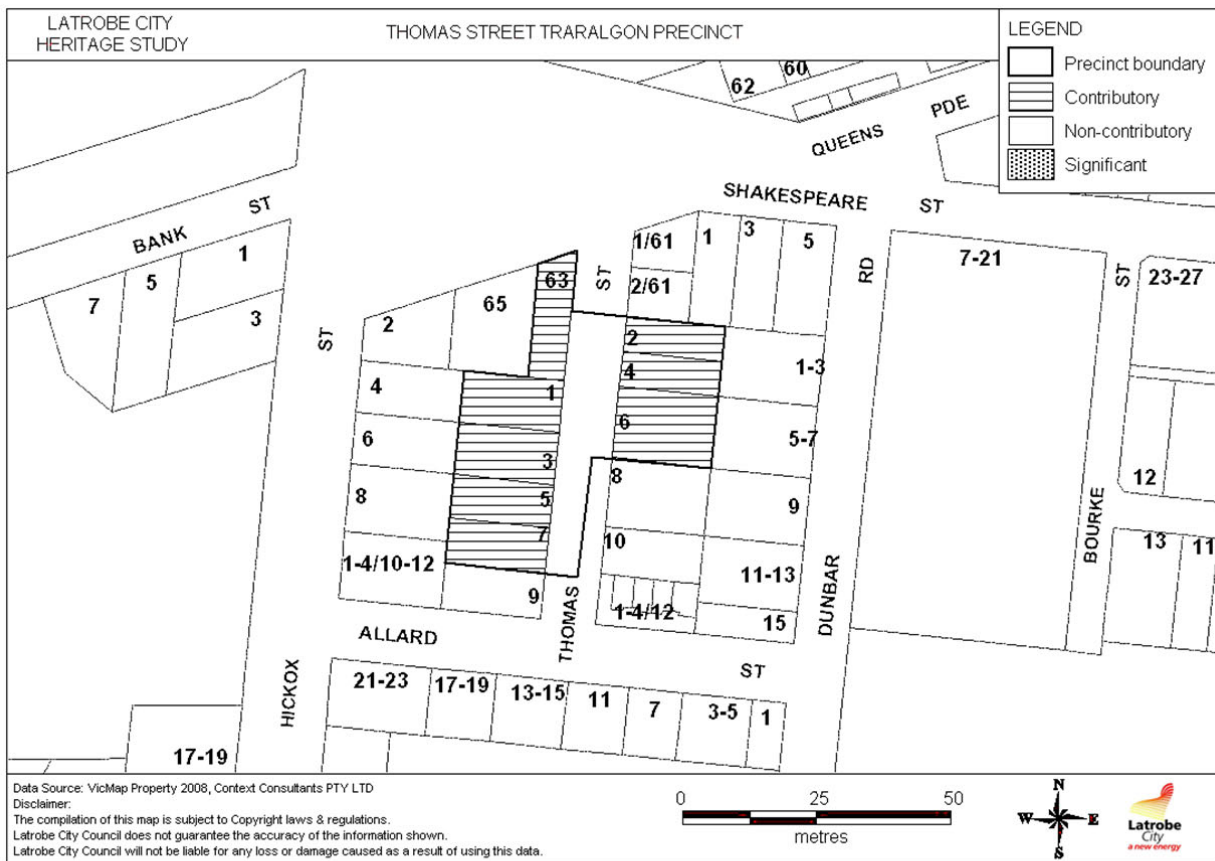 LATROBE CITY
HERITAGE STUDY
THOMAS STREET TRARALGON PRECINCT
LEGEND
Precinct boundary
Contributory
Non-contributory
Significant
62
60
QUEENS PDE
SHAKESPEARE ST
BANK ST
1
5
7
3
ST
2
65
63
ST
1/61
2/61
1
3
5
RD
7-21
ST
23-27
4
6
8
1-4/10-12
1
3
5
7
9
2
4
6
8
10
1-4/12
1-3
5-7
9
11-13
15
12
13
11
BOURKE
DUNBAR
THOMAS
HICKOX
ALLARD ST
21-23
17-19
13-15
11
7
3-5
1
17-19
Data Source: VicMap Property 2008, Context Consultants PTY LTD
Disclaimer:
The compilation of this map is subject to Copyright laws & regulations.
Latrobe City Council does not guarantee the accuracy of the information shown.
Latrobe City Council will not be liable for any loss or damage caused as a result of using this data.
0 25 50
metres
N
W E
S
Latrobe
City
a new energy